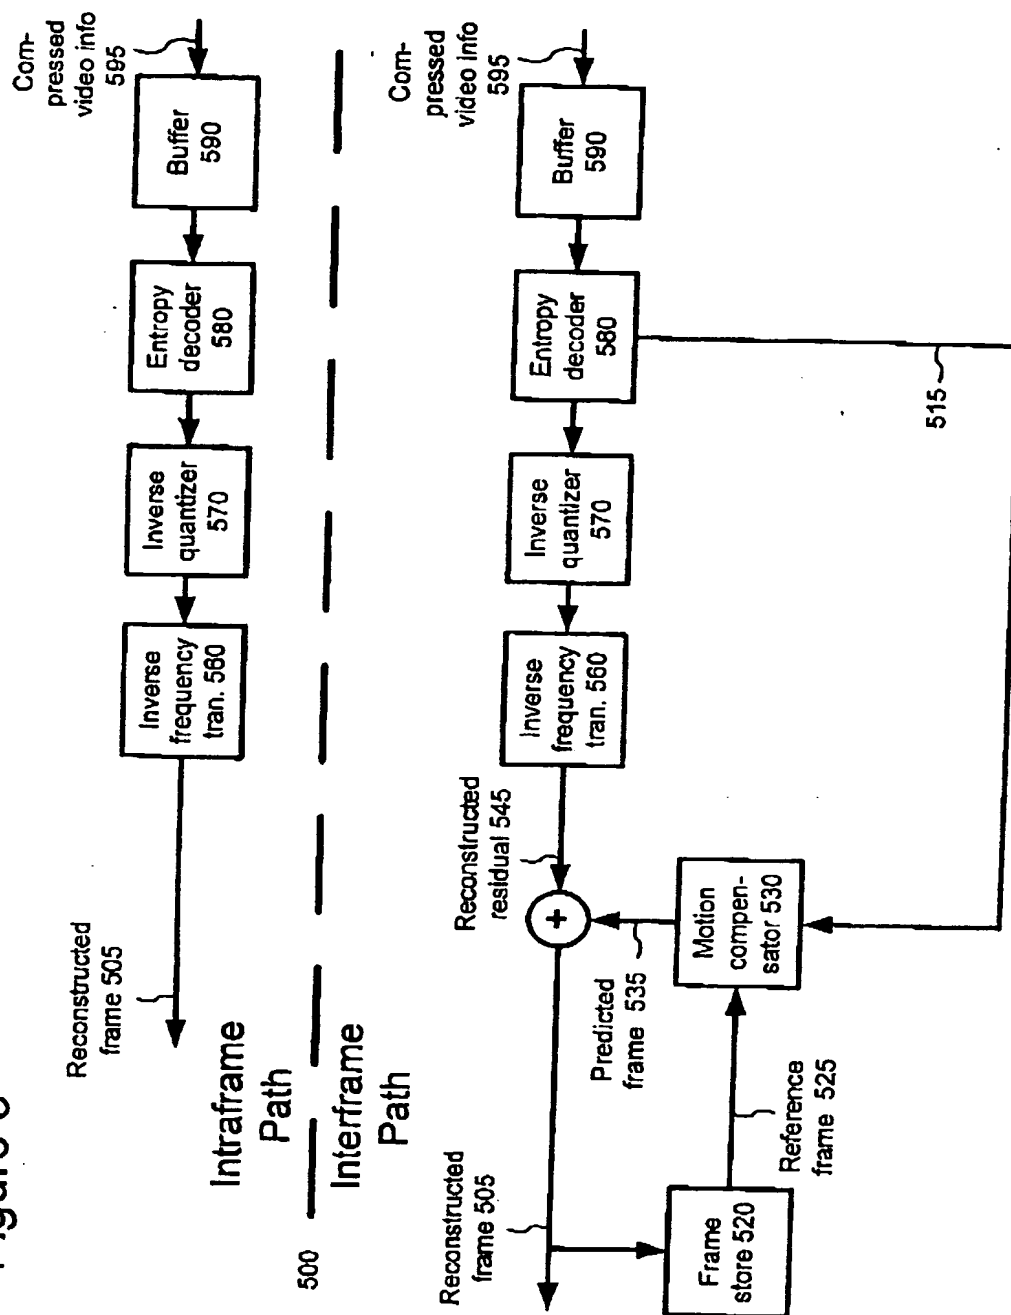 Com-
pressed
video info
595
Buffer
590
Entropy
decoder
580
Inverse
quantizer
570
Inverse
frequency
tran. 560
Reconstructed
frame 505
Intraframe
Path
500
Interframe
Path
Com-
pressed
video info
595
Buffer
590
Entropy
decoder
580
515
Inverse
quantizer
570
Inverse
frequency
tran. 560
Reconstructed
residual 545
+
Predicted
frame 535
Motion
compen-
sator 530
Reference
frame 525
Frame
store 520
Reconstructed
frame 505